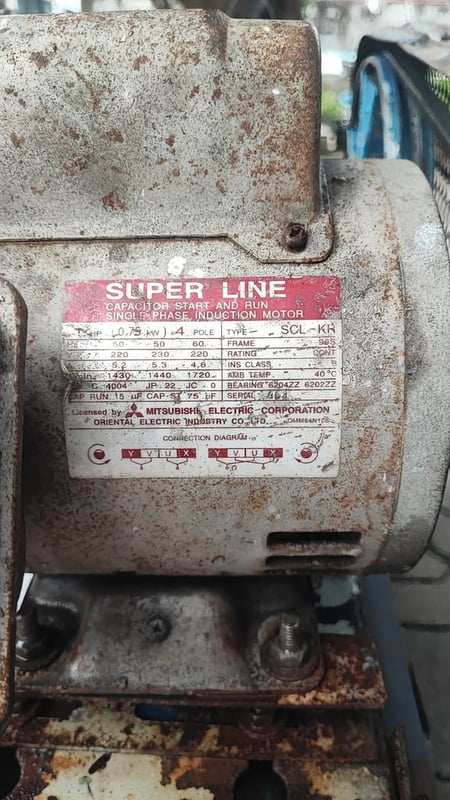 SUPER LINE
CAPACITOR START AND RUN
SINGLE PHASE INDUCTION MOTOR
HP (0.75 kW) 4 POLE TYPE SCL-KR
50 50 60 FRAME 90S
220 230 220 RATING CONT
5.2 5.3 4.6 INS CLASS
1430 1440 1720 AMB TEMP 40°C
C 4004 JP 22 JC 0 BEARING 6204ZZ 6202ZZ
CAP RUN 15 µF CAP ST 75 µF SERIAL
Licensed by MITSUBISHI ELECTRIC CORPORATION
ORIENTAL ELECTRIC INDUSTRY CO., LTD.
CONNECTION DIAGRAM
Y V U X Y V U X